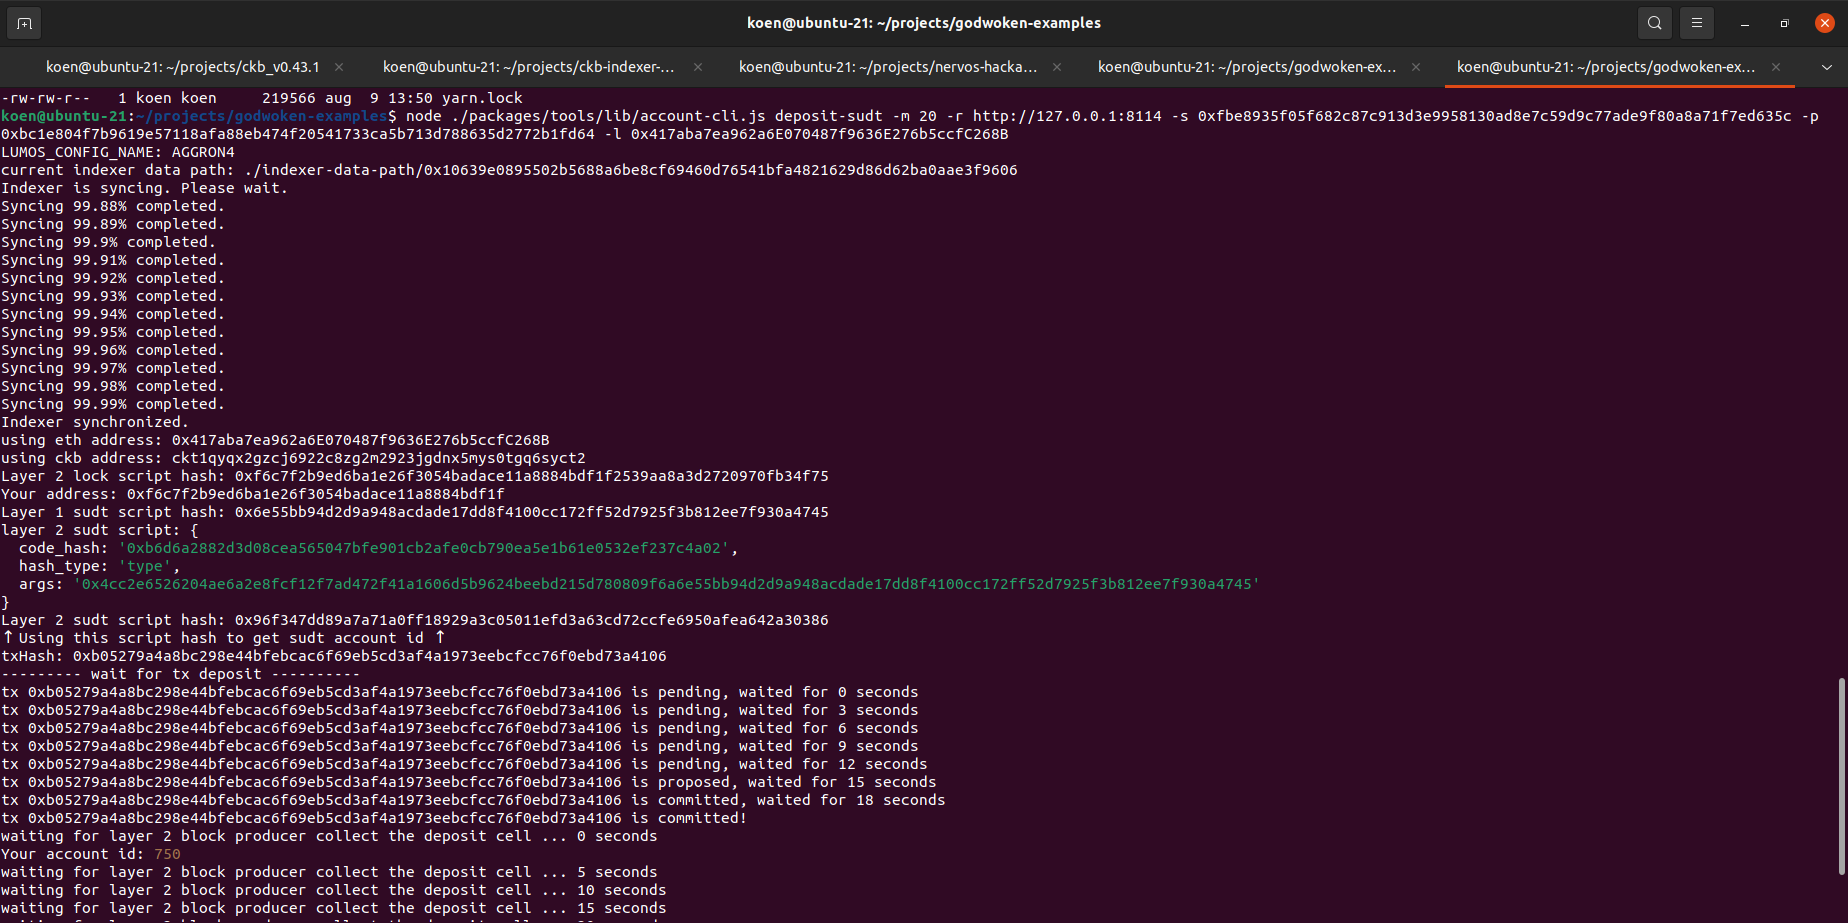 koen@ubuntu-21: ~/projects/godwoken-examples
koen@ubuntu-21: ~/projects/ckb_v0.43.1
koen@ubuntu-21: ~/projects/ckb-indexer-...
koen@ubuntu-21: ~/projects/nervos-hacka...
koen@ubuntu-21: ~/projects/godwoken-ex...
koen@ubuntu-21: ~/projects/godwoken-ex...
-rw-rw-r--   1 koen koen     219566 aug  9 13:50 yarn.lock
koen@ubuntu-21:~/projects/godwoken-examples$ node ./packages/tools/lib/account-cli.js deposit-sudt -m 20 -r http://127.0.0.1:8114 -s 0xfbe8935f05f682c87c913d3e9958130ad8e7c59d9c77ade9f80a8a71f7ed635c -p
0xbc1e804f7b9619e57118afa88eb474f20541733ca5b713d788635d2772b1fd64 -l 0x417aba7ea962a6E070487f9636E276b5ccfC268B
LUMOS_CONFIG_NAME: AGGRON4
current indexer data path: ./indexer-data-path/0x10639e0895502b5688a6be8cf69460d76541bfa4821629d86d62ba0aae3f9606
Indexer is syncing. Please wait.
Syncing 99.88% completed.
Syncing 99.89% completed.
Syncing 99.9% completed.
Syncing 99.91% completed.
Syncing 99.92% completed.
Syncing 99.93% completed.
Syncing 99.94% completed.
Syncing 99.95% completed.
Syncing 99.96% completed.
Syncing 99.97% completed.
Syncing 99.98% completed.
Syncing 99.99% completed.
Indexer synchronized.
using eth address: 0x417aba7ea962a6E070487f9636E276b5ccfC268B
using ckb address: ckt1qyqx2gzcj6922c8zg2m2923jgdnx5mys0tgq6syct2
Layer 2 lock script hash: 0xf6c7f2b9ed6ba1e26f3054badace11a8884bdf1f2539aa8a3d2720970fb34f75
Your address: 0xf6c7f2b9ed6ba1e26f3054badace11a8884bdf1f
Layer 1 sudt script hash: 0x6e55bb94d2d9a948acdade17dd8f4100cc172ff52d7925f3b812ee7f930a4745
layer 2 sudt script: {
  code_hash: '0xb6d6a2882d3d08cea565047bfe901cb2afe0cb790ea5e1b61e0532ef237c4a02',
  hash_type: 'type',
  args: '0x4cc2e6526204ae6a2e8fcf12f7ad472f41a1606d5b9624beebd215d780809f6a6e55bb94d2d9a948acdade17dd8f4100cc172ff52d7925f3b812ee7f930a4745'
}
Layer 2 sudt script hash: 0x96f347dd89a7a71a0ff18929a3c05011efd3a63cd72ccfe6950afea642a30386
↑Using this script hash to get sudt account id ↑
txHash: 0xb05279a4a8bc298e44bfebcac6f69eb5cd3af4a1973eebcfcc76f0ebd73a4106
--------- wait for tx deposit ----------
tx 0xb05279a4a8bc298e44bfebcac6f69eb5cd3af4a1973eebcfcc76f0ebd73a4106 is pending, waited for 0 seconds
tx 0xb05279a4a8bc298e44bfebcac6f69eb5cd3af4a1973eebcfcc76f0ebd73a4106 is pending, waited for 3 seconds
tx 0xb05279a4a8bc298e44bfebcac6f69eb5cd3af4a1973eebcfcc76f0ebd73a4106 is pending, waited for 6 seconds
tx 0xb05279a4a8bc298e44bfebcac6f69eb5cd3af4a1973eebcfcc76f0ebd73a4106 is pending, waited for 9 seconds
tx 0xb05279a4a8bc298e44bfebcac6f69eb5cd3af4a1973eebcfcc76f0ebd73a4106 is pending, waited for 12 seconds
tx 0xb05279a4a8bc298e44bfebcac6f69eb5cd3af4a1973eebcfcc76f0ebd73a4106 is proposed, waited for 15 seconds
tx 0xb05279a4a8bc298e44bfebcac6f69eb5cd3af4a1973eebcfcc76f0ebd73a4106 is committed, waited for 18 seconds
tx 0xb05279a4a8bc298e44bfebcac6f69eb5cd3af4a1973eebcfcc76f0ebd73a4106 is committed!
waiting for layer 2 block producer collect the deposit cell ... 0 seconds
Your account id: 750
waiting for layer 2 block producer collect the deposit cell ... 5 seconds
waiting for layer 2 block producer collect the deposit cell ... 10 seconds
waiting for layer 2 block producer collect the deposit cell ... 15 seconds